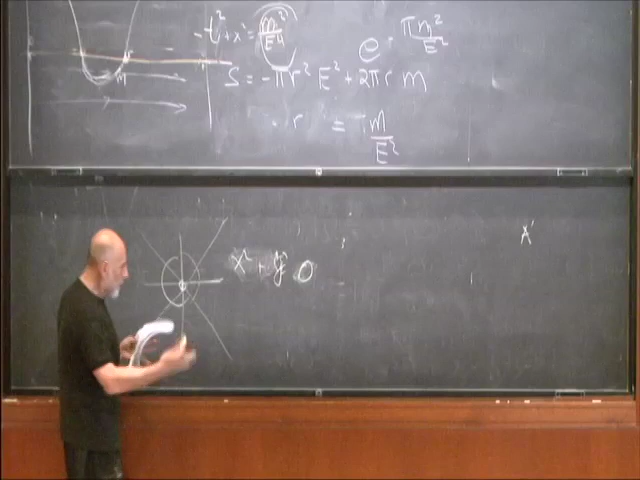 -t² + x² = m²/E⁴
e^-πm²/E²
S = -πr² E² + 2πr m
r = m/E²
x² + y² 0
A'